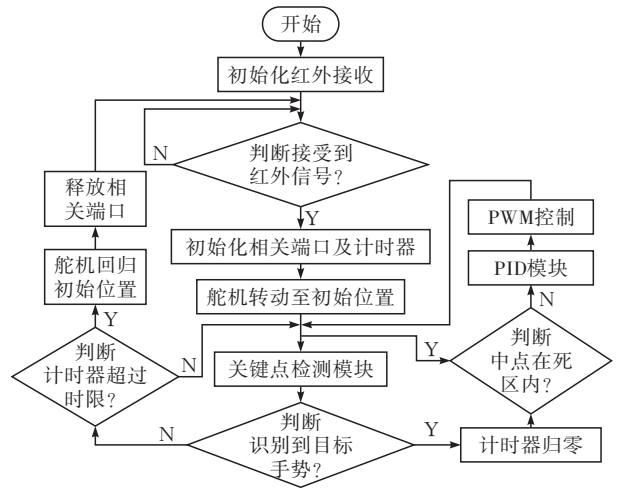 开始
初始化红外接收
N
判断接受到
红外信号?
Y
释放相
关端口
初始化相关端口及计时器
PWM控制
舵机回归
初始位置
舵机转动至初始位置
PID模块
N
Y
判断
计时器超过
时限?
N
关键点检测模块
Y
判断
中点在死
区内?
N
判断
识别到目标
手势?
Y
计时器归零